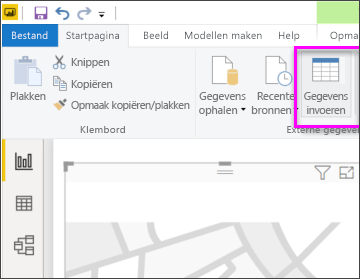 Bestand Startpagina Beeld Modellen maken Help Opma
Plakken
Knippen
Kopiëren
Opmaak kopiëren/plakken
Klembord
Gegevens
ophalen
Recente
bronnen
Gegevens
invoeren
Externe gegever